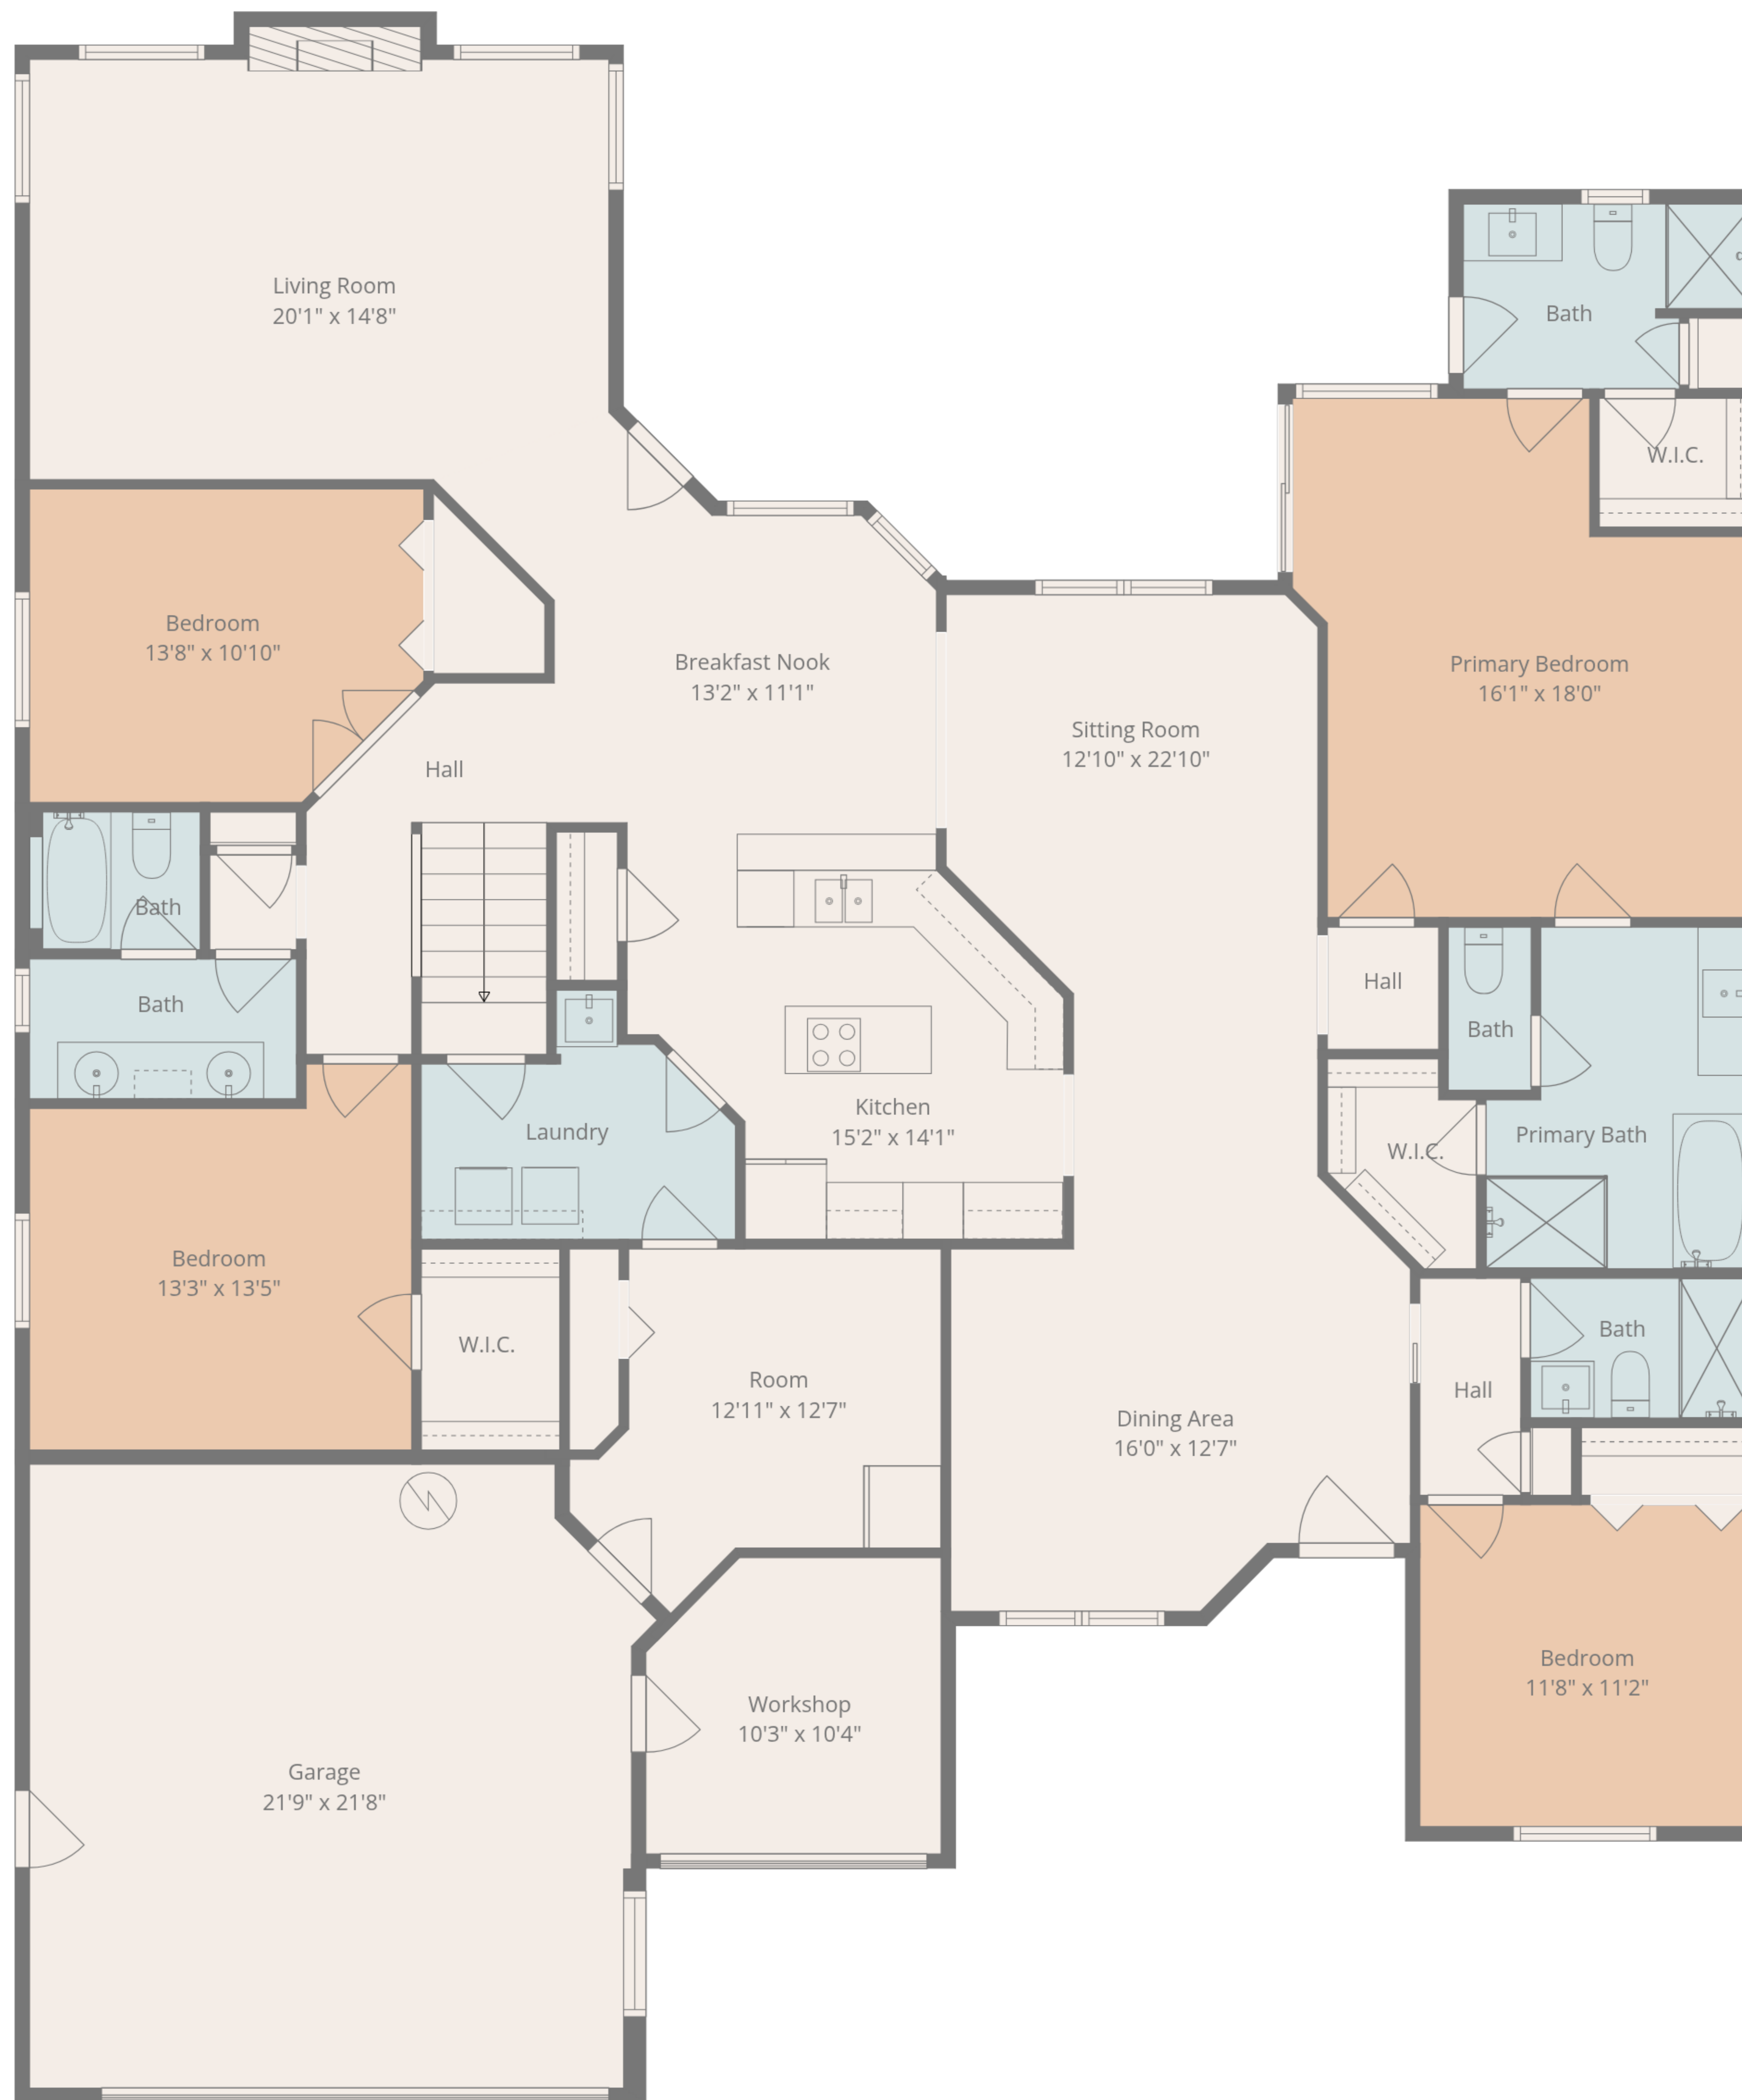 Living Room
20'1" x 14'8"
Bath
W.I.C.
Bedroom
13'8" x 10'10"
Breakfast Nook
13'2" x 11'1"
Primary Bedroom
16'1" x 18'0"
Sitting Room
12'10" x 22'10"
Hall
Bath
Bath
Hall
Bath
Kitchen
15'2" x 14'1"
Laundry
Primary Bath
W.I.C.
Bedroom
13'3" x 13'5"
W.I.C.
Room
12'11" x 12'7"
Bath
Hall
Dining Area
16'0" x 12'7"
Bedroom
11'8" x 11'2"
Workshop
10'3" x 10'4"
Garage
21'9" x 21'8"